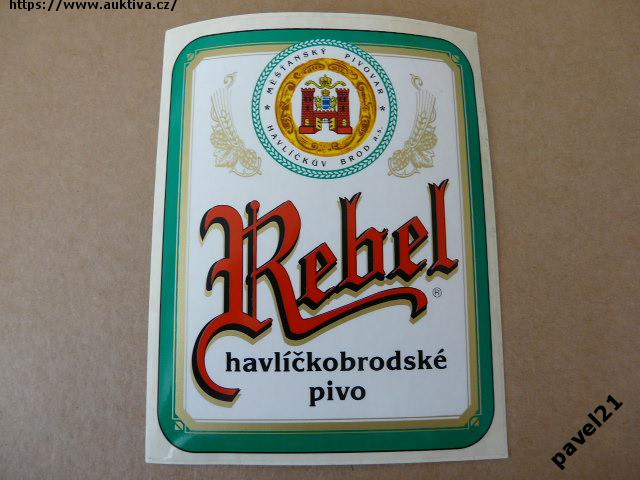 https://www.auktiva.cz/
* MĚŠŤANSKÝ PIVOVAR *
HAVLÍČKŮV BROD a.s.
Rebel ®
havlíčkobrodské
pivo
pavel21